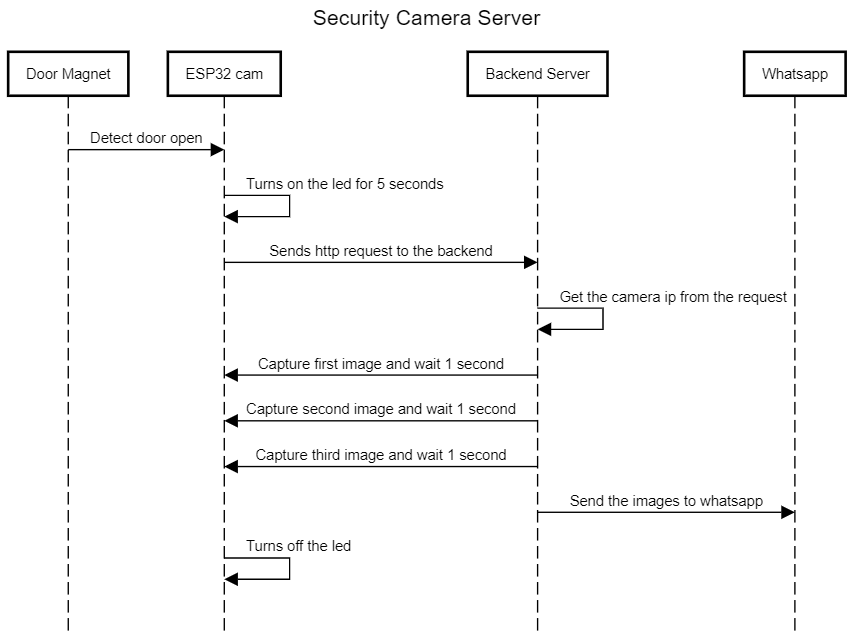 Security Camera Server
Door Magnet
ESP32 cam
Backend Server
Whatsapp
Detect door open
Turns on the led for 5 seconds
Sends http request to the backend
Get the camera ip from the request
Capture first image and wait 1 second
Capture second image and wait 1 second
Capture third image and wait 1 second
Send the images to whatsapp
Turns off the led